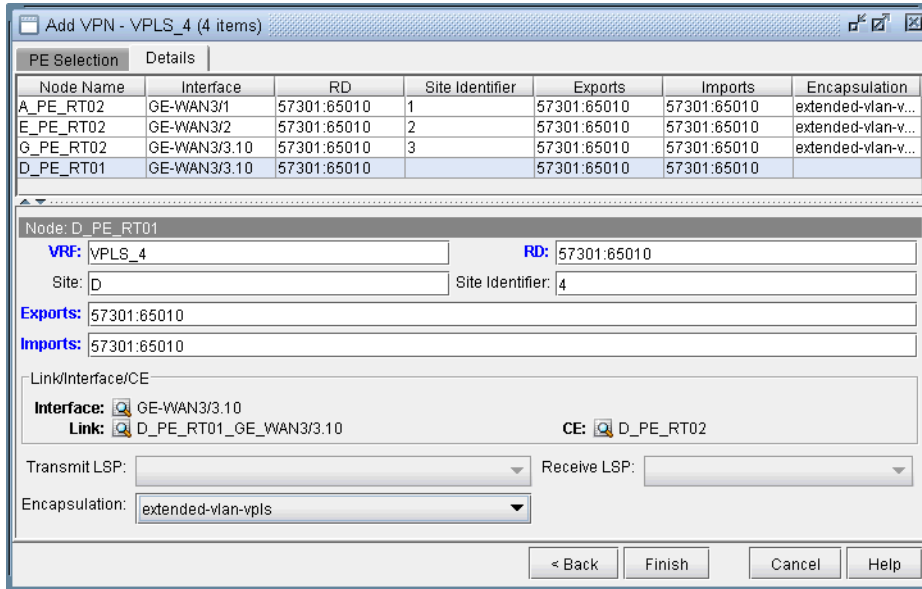 Add VPN - VPLS_4 (4 items)
PE Selection Details
Node Name Interface RD Site Identifier Exports Imports Encapsulation
A_PE_RT02 GE-WAN3/1 57301:65010 1 57301:65010 57301:65010 extended-vlan-v...
E_PE_RT02 GE-WAN3/2 57301:65010 2 57301:65010 57301:65010 extended-vlan-v...
G_PE_RT02 GE-WAN3/3.10 57301:65010 3 57301:65010 57301:65010 extended-vlan-v...
D_PE_RT01 GE-WAN3/3.10 57301:65010 57301:65010 57301:65010
Node: D_PE_RT01
VRF: VPLS_4 RD: 57301:65010
Site: D Site Identifier: 4
Exports: 57301:65010
Imports: 57301:65010
Link/Interface/CE
Interface: GE-WAN3/3.10
Link: D_PE_RT01_GE_WAN3/3.10 CE: D_PE_RT02
Transmit LSP: Receive LSP:
Encapsulation: extended-vlan-vpls
< Back Finish Cancel Help